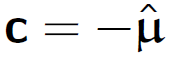 𝐜 = −𝛍̂